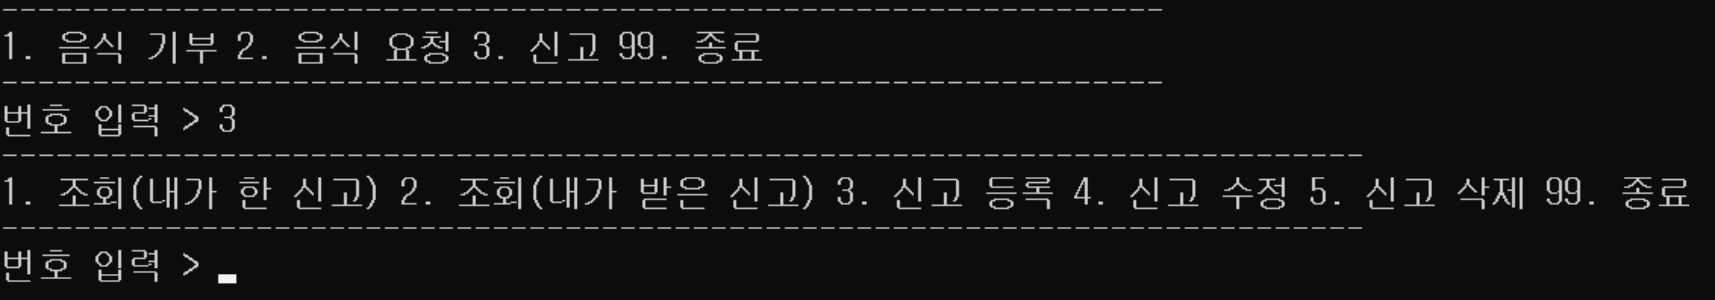 ----------------------------------------------------------------
1. 음식 기부 2. 음식 요청 3. 신고 99. 종료
----------------------------------------------------------------
번호 입력 > 3
---------------------------------------------------------------------------
1. 조회(내가 한 신고) 2. 조회(내가 받은 신고) 3. 신고 등록 4. 신고 수정 5. 신고 삭제 99. 종료
---------------------------------------------------------------------------
번호 입력 > _